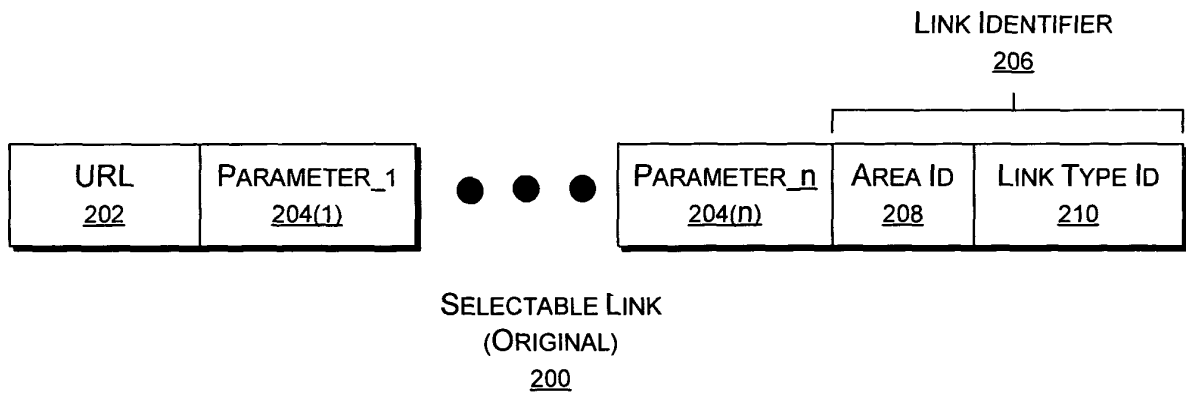 LINK IDENTIFIER
206
URL
202
PARAMETER_1
204(1)
PARAMETER_n
204(n)
AREA ID
208
LINK TYPE ID
210
SELECTABLE LINK
(ORIGINAL)
200